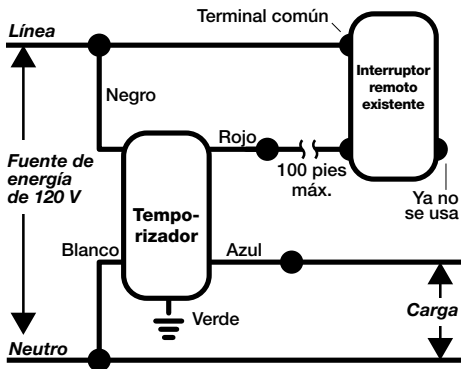 Línea
Terminal común
Interruptor
remoto
existente
Negro
Rojo
100 pies
máx.
Ya no
se usa
Fuente de
energía
de 120 V
Tempo-
rizador
Blanco
Azul
Verde
Carga
Neutro